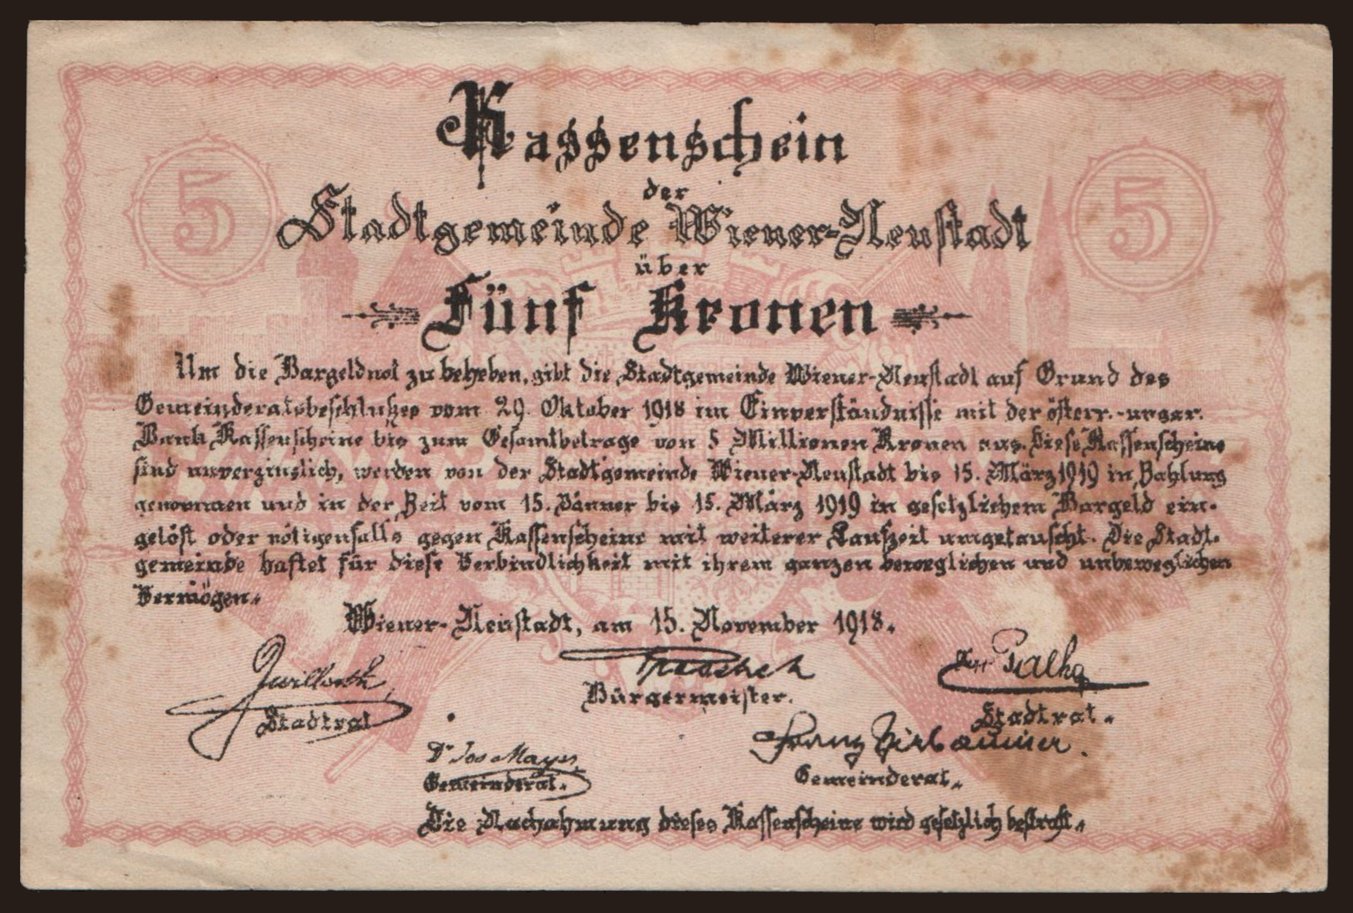 Kassenschein
der
5 Stadtgemeinde Wiener-Neustadt 5
über
Fünf Kronen
Um die Bargeldnot zu beheben, gibt die Stadtgemeinde Wiener-Neustadt auf Grund des
Gemeinderatsbeschlußes vom 29. Oktober 1918 im Einverständnisse mit der österr.-ungar.
Bank Kassenscheine bis zum Gesamtbetrage von 5 Millionen Kronen aus. Diese Kassenscheine
sind unverzinslich, werden von der Stadtgemeinde Wiener-Neustadt bis 15. März 1919 in Zahlung
genommen und in der Zeit vom 15. Jänner bis 15. März 1919 in gesetzlichem Bargeld ein-
gelöst oder nötigenfalls gegen Kassenscheine mit weiterer Laufzeit umgetauscht. Die Stadt-
gemeinde haftet für diese Verbindlichkeit mit ihrem ganzen beweglichen und unbeweglichen
Vermögen.
Wiener-Neustadt, am 15. November 1918.
Stadtrat
Bürgermeister.
Stadtrat.
Dr Jos Mayer
Gemeinderat.
Franz
Gemeinderat.
Die Nachahmung dieses Kassenscheine wird gesetzlich bestraft.